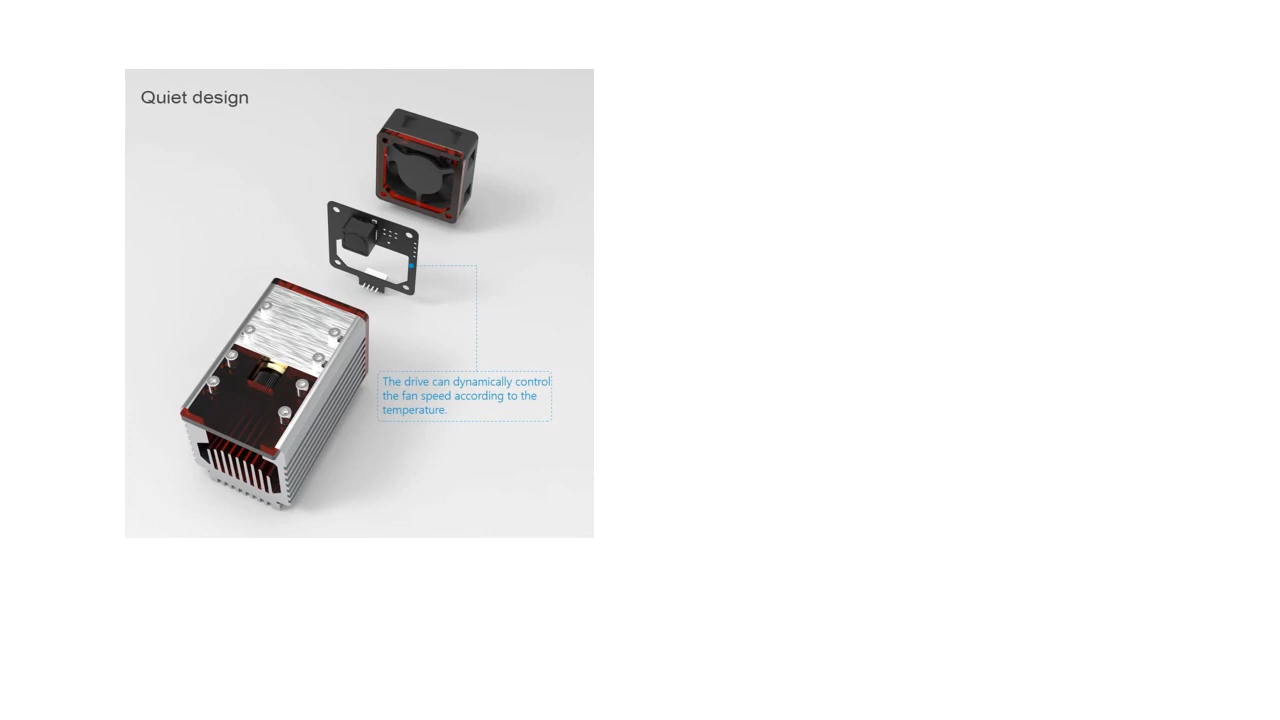 Quiet design
The drive can dynamically control
the fan speed according to the
temperature.